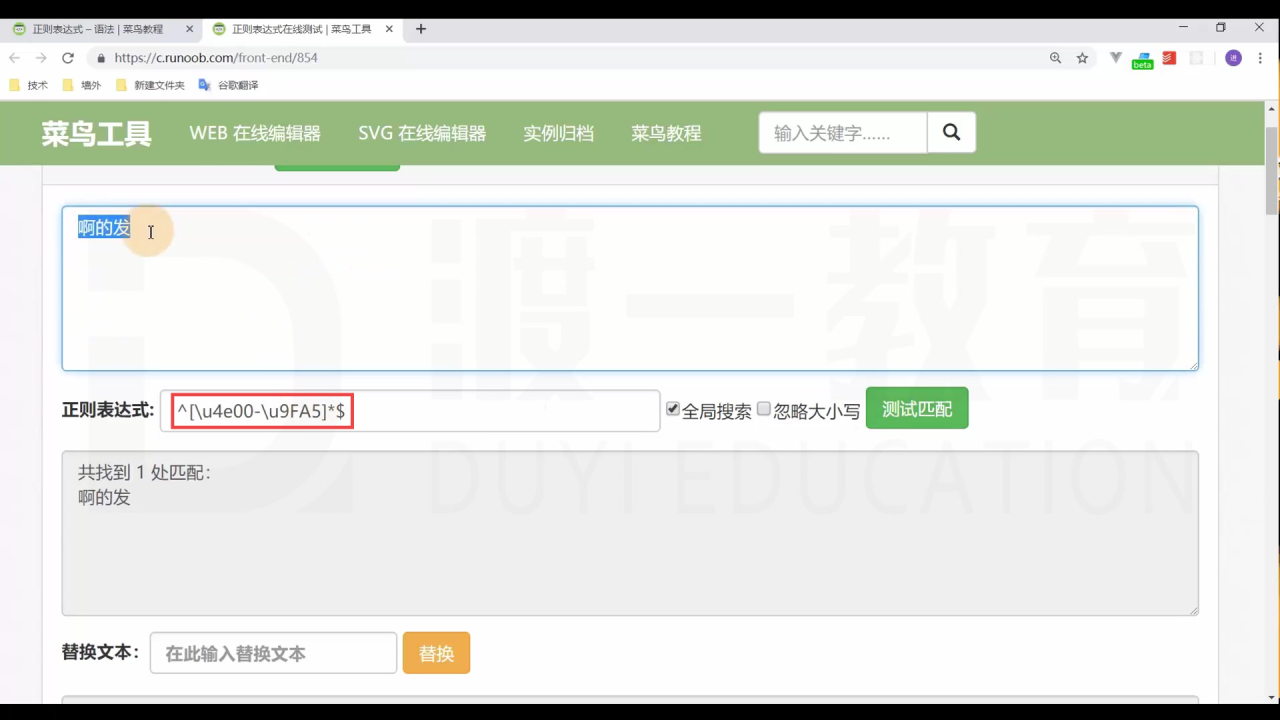 正则表达式 – 语法 | 菜鸟教程
正则表达式在线测试 | 菜鸟工具
https://c.runoob.com/front-end/854
beta
进
技术 墙外 新建文件夹 谷歌翻译
菜鸟工具 WEB 在线编辑器 SVG 在线编辑器 实例归档 菜鸟教程 输入关键字......
啊的发
渡一教育
正则表达式: ^[\u4e00-\u9FA5]*$ 全局搜索 忽略大小写 测试匹配
DUYI EDUCATION
共找到 1 处匹配：
啊的发
替换文本： 在此输入替换文本 替换